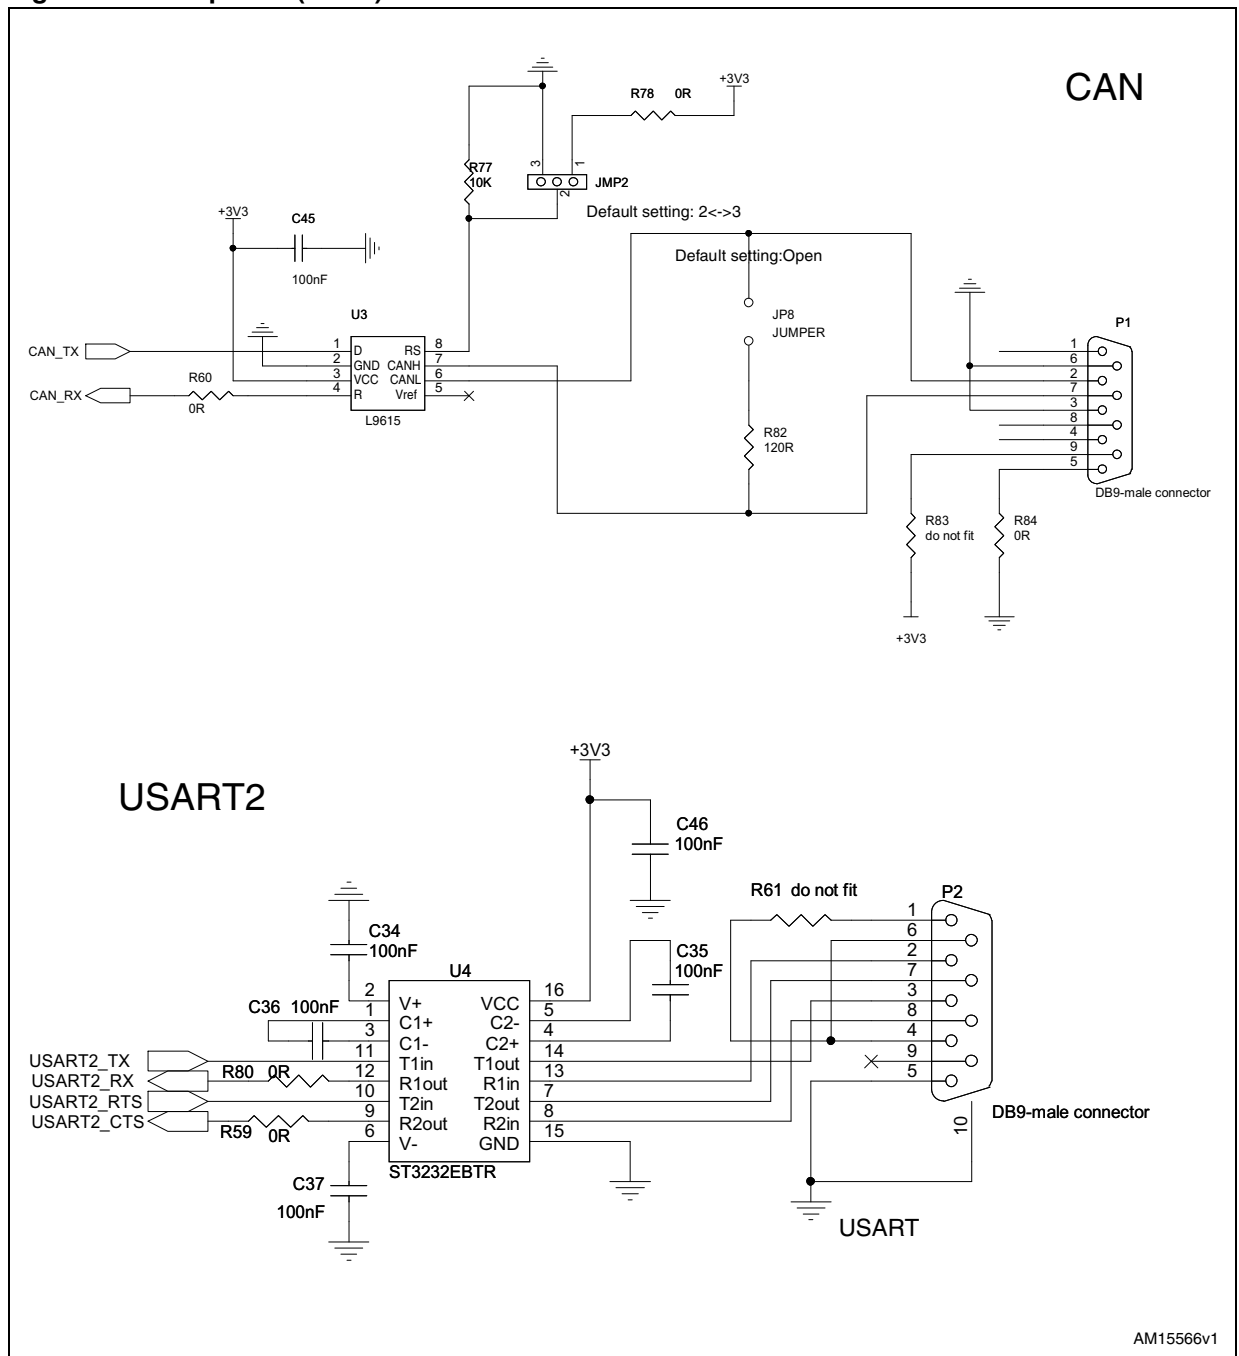 CAN
+3V3
R78 0R
R77
10K
3
1
2
JMP2
Default setting: 2<->3
+3V3
C45
100nF
Default setting:Open
JP8
JUMPER
U3
CAN_TX
CAN_RX
R60
0R
1 D RS 8
2 GND CANH 7
3 VCC CANL 6
4 R Vref 5
L9615
R82
120R
P1
1
6
2
7
3
8
4
9
5
DB9-male connector
R83
do not fit
R84
0R
+3V3
USART2
+3V3
C46
100nF
R61 do not fit
P2
C34
100nF
C35
100nF
U4
C36 100nF
2 V+ VCC 16
1 C1+ C2- 5
3 C1- C2+ 4
USART2_TX 11 T1in T1out 14
USART2_RX R80 0R 12 R1out R1in 13
USART2_RTS 10 T2in T2out 7
USART2_CTS R59 0R 9 R2out R2in 8
6 V- GND 15
ST3232EBTR
C37
100nF
1
6
2
7
3
8
4
9
5
10
DB9-male connector
USART
AM15566v1